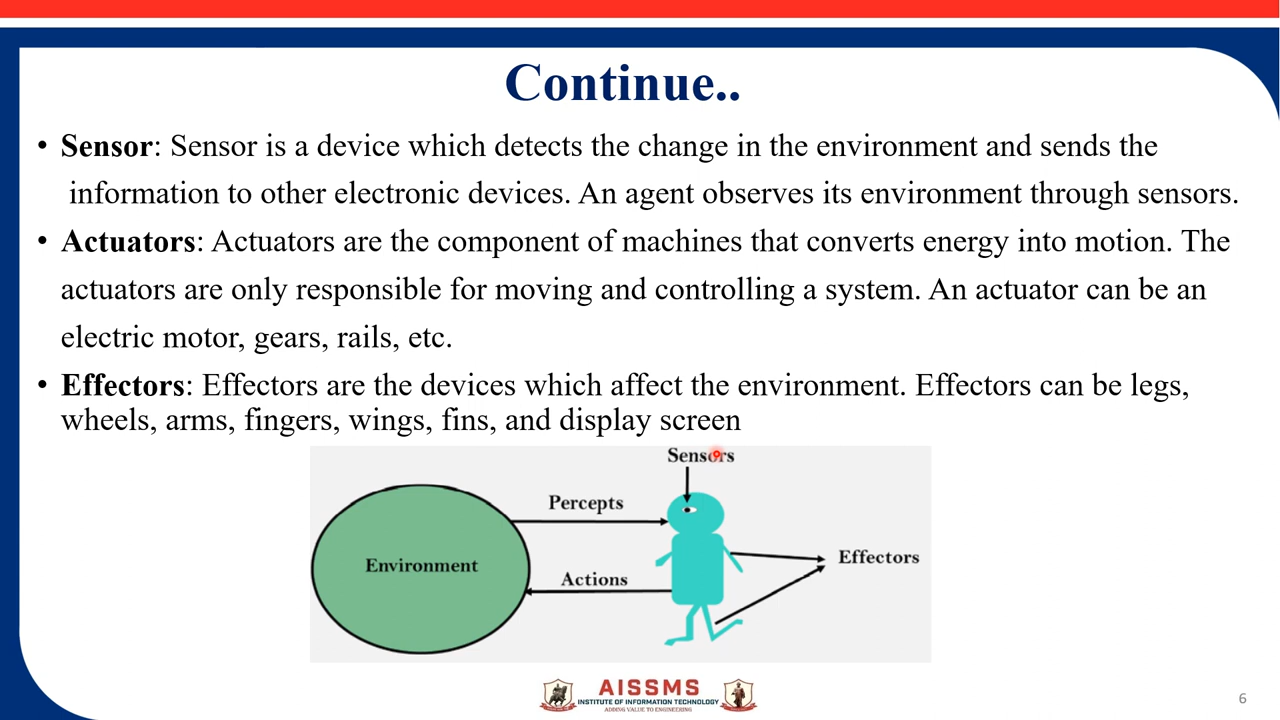 Continue..
• Sensor: Sensor is a device which detects the change in the environment and sends the
information to other electronic devices. An agent observes its environment through sensors.
• Actuators: Actuators are the component of machines that converts energy into motion. The
actuators are only responsible for moving and controlling a system. An actuator can be an
electric motor, gears, rails, etc.
• Effectors: Effectors are the devices which affect the environment. Effectors can be legs,
wheels, arms, fingers, wings, fins, and display screen
Sensors
Percepts
Environment
Effectors
Actions
AISSMS
INSTITUTE OF INFORMATION TECHNOLOGY
ADDING VALUE TO ENGINEERING
6